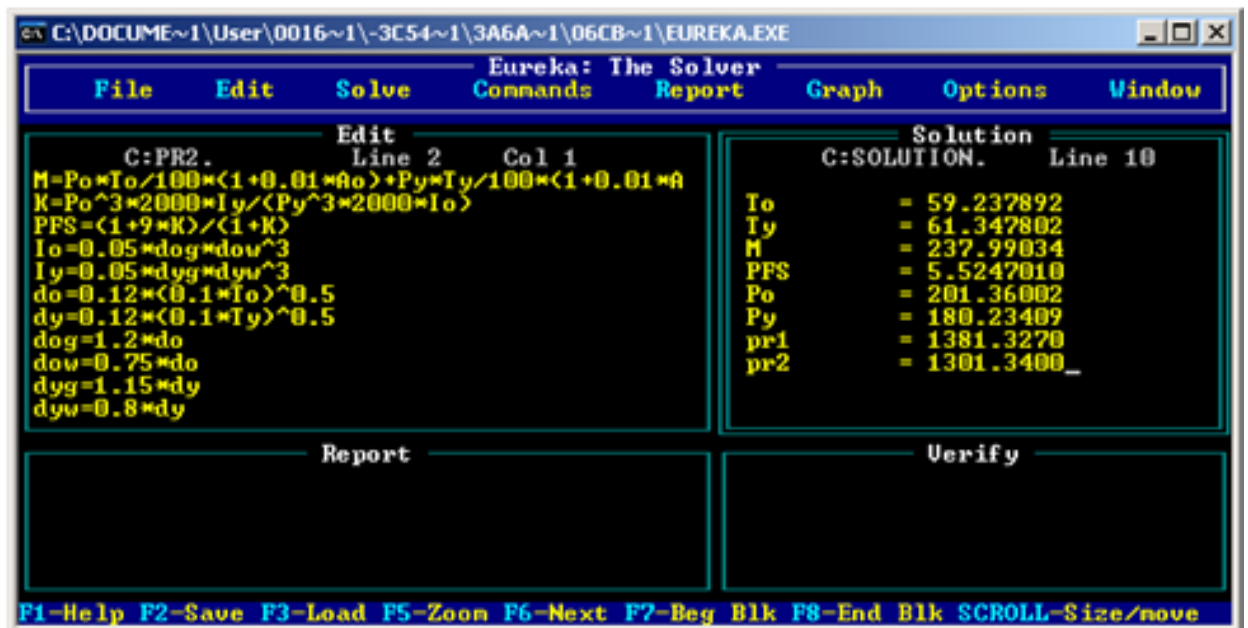 C:\DOCUME~1\User\0016~1\-3C54~1\3A6A~1\06CB~1\EUREKA.EXE
Eureka: The Solver
File Edit Solve Commands Report Graph Options Window
Edit
C:PR2. Line 2 Col 1
M=Po*To/100*(1+0.01*Ao)+Py*Ty/100*(1+0.01*A
K=Po^3*2000*Iy/(Py^3*2000*Io)
PFS=(1+9*K)/(1+K)
Io=0.05*dog*dow^3
Iy=0.05*dyg*dyw^3
do=0.12*(0.1*To)^0.5
dy=0.12*(0.1*Ty)^0.5
dog=1.2*do
dow=0.75*do
dyg=1.15*dy
dyw=0.8*dy
Solution
C:SOLUTION. Line 10
To = 59.237892
Ty = 61.347802
M = 237.99034
PFS = 5.5247010
Po = 201.36002
Py = 180.23409
pr1 = 1381.3270
pr2 = 1301.3400_
Report
Verify
F1-Help F2-Save F3-Load F5-Zoom F6-Next F7-Beg Blk F8-End Blk SCROLL-Size/move